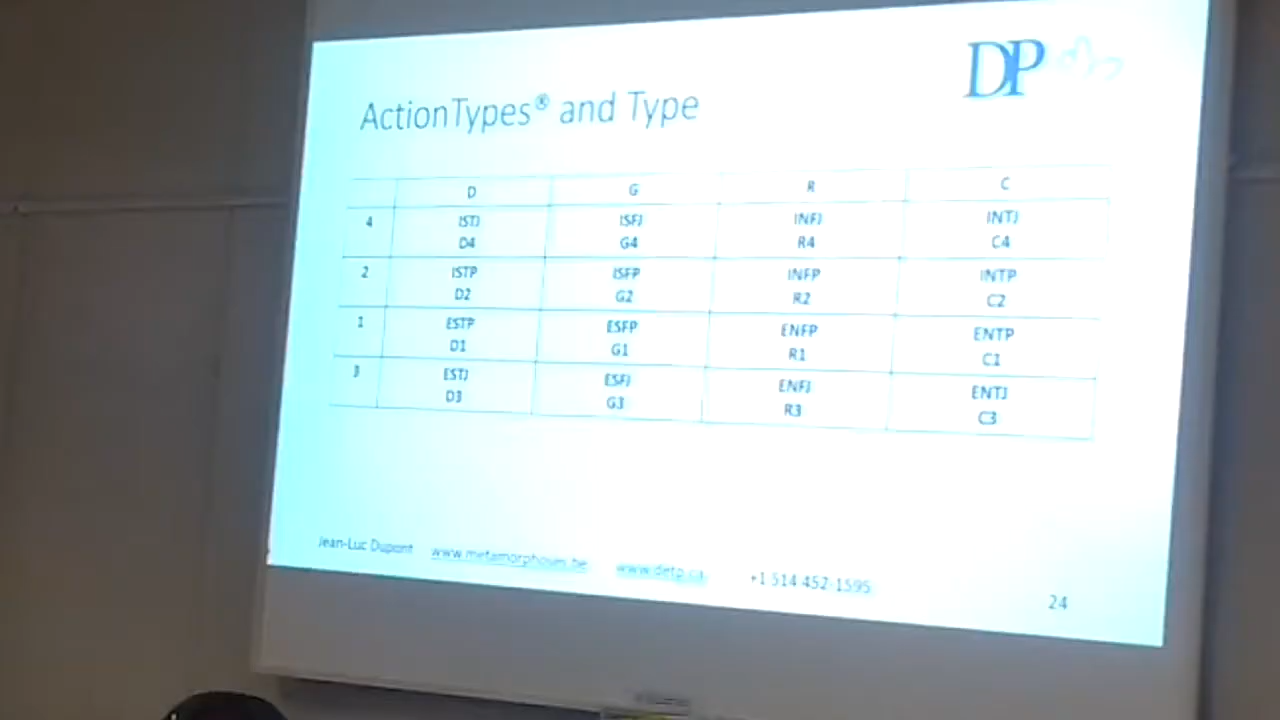 DP
ActionTypes® and Type
D G R C
4 ISTJ ISFJ INFJ INTJ
D4 G4 R4 C4
2 ISTP ISFP INFP INTP
D2 G2 R2 C2
1 ESTP ESFP ENFP ENTP
D1 G1 R1 C1
3 ESTJ ESFJ ENFJ ENTJ
D3 G3 R3 C3
Jean-Luc Dupont +1 514 452-1595
24